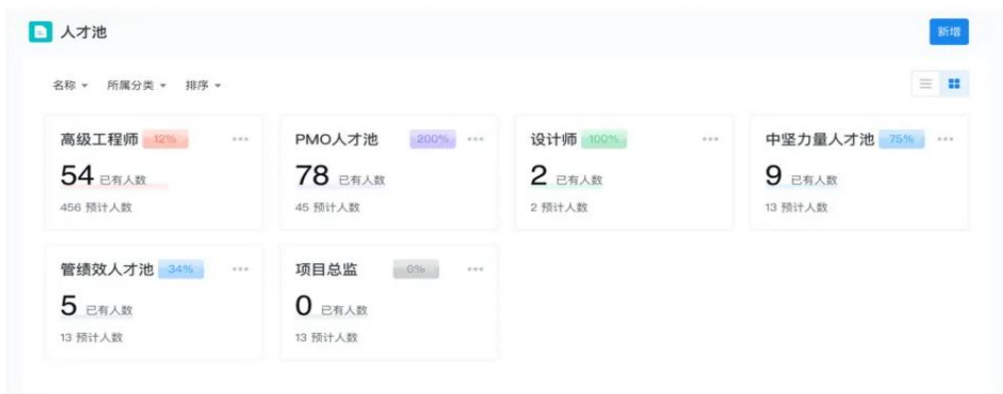 人才池 新增
名称 所属分类 排序
高级工程师 12%
54 已有人数
456 预计人数
PMO人才池 200%
78 已有人数
45 预计人数
设计师 100%
2 已有人数
2 预计人数
中坚力量人才池 75%
9 已有人数
13 预计人数
管绩效人才池 34%
5 已有人数
13 预计人数
项目总监 0%
0 已有人数
13 预计人数